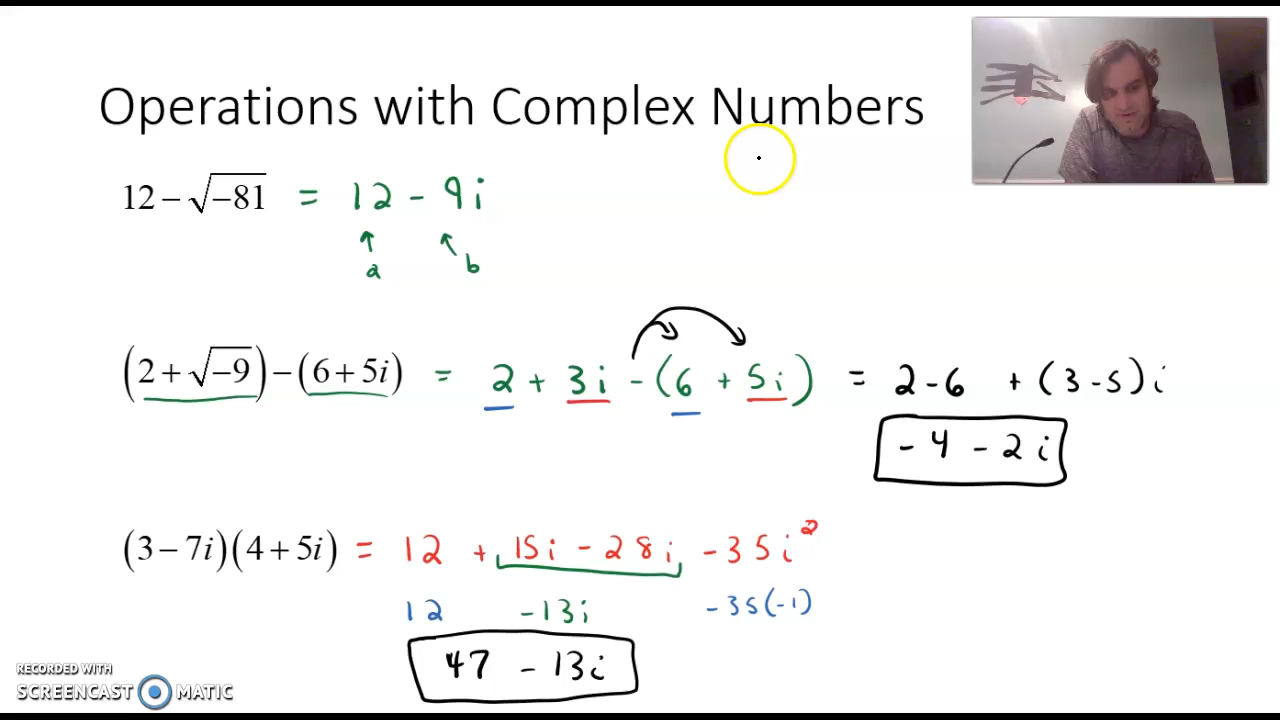 Operations with Complex Numbers
12 − √−81 = 12 - 9i
a b
(2 + √−9) − (6 + 5i) = 2 + 3i - (6 + 5i) = 2 - 6 + (3 - 5)i
-4 - 2i
(3 − 7i)(4 + 5i) = 12 + 15i - 28i - 35i²
12 -13i -35(-1)
47 - 13i
RECORDED WITH
SCREENCAST MATIC